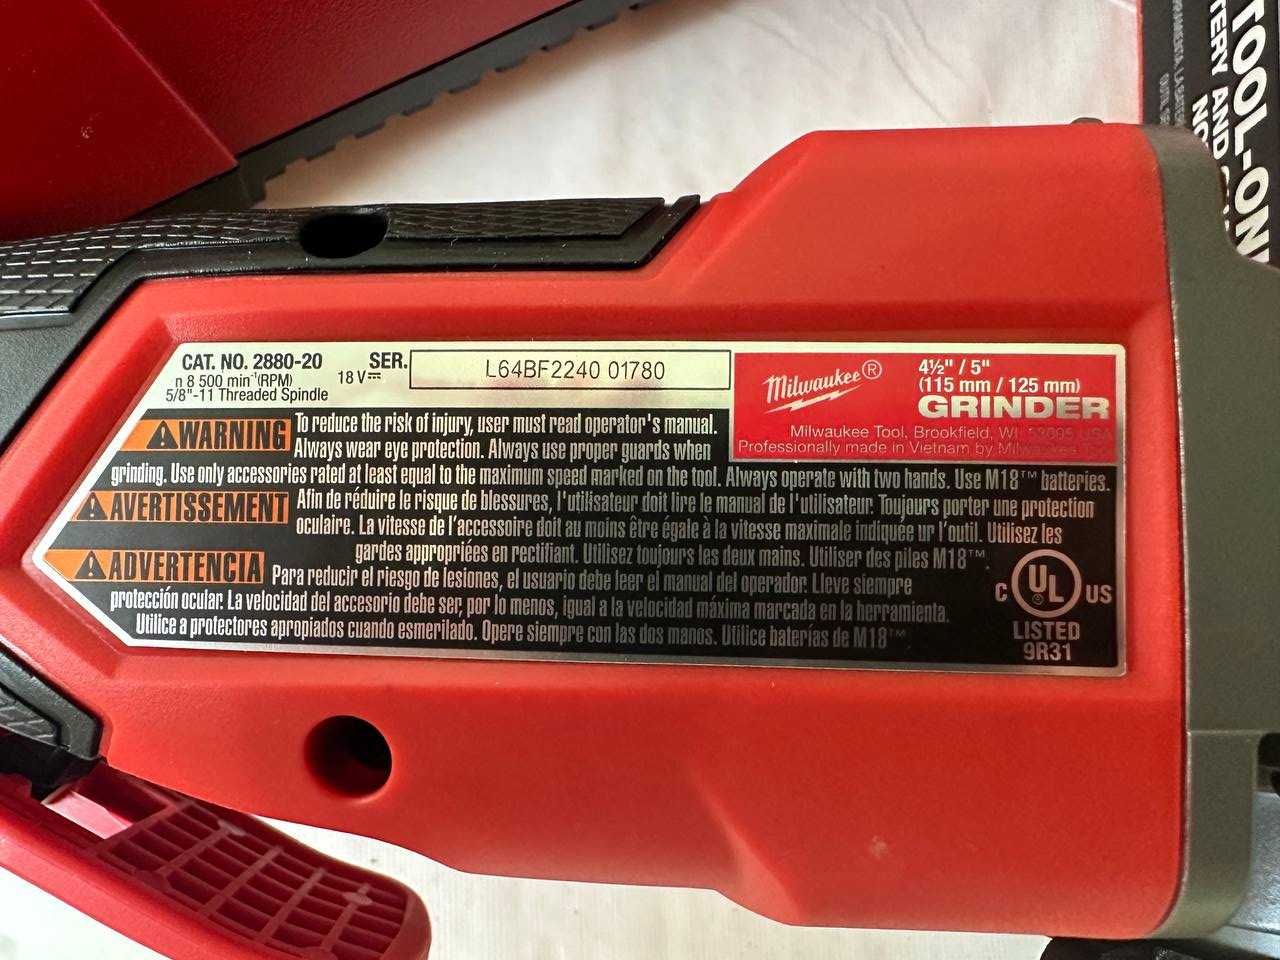 TOOL-ON
TERY AND
NO
CAT. NO. 2880-20
SER.
L64BF2240 01780
n 8 500 min⁻¹(RPM)
18 V⎓
5/8"-11 Threaded Spindle
Milwaukee®
4½" / 5"
(115 mm / 125 mm)
GRINDER
Milwaukee Tool, Brookfield, WI 53005 USA
Professionally made in Vietnam by
⚠WARNING To reduce the risk of injury, user must read operator's manual.
Always wear eye protection. Always use proper guards when
grinding. Use only accessories rated at least equal to the maximum speed marked on the tool. Always operate with two hands. Use M18™ batteries.
⚠AVERTISSEMENT Afin de réduire le risque de blessures, l'utilisateur doit lire le manual de l'utilisateur. Toujours porter une protection
oculaire. La vitesse de l'accessoire doit au moins être égale à la vitesse maximale indiquée ur l'outil. Utilisez les
gardes appropriées en rectifiant. Utilisez toujours les deux mains. Utiliser des piles M18™.
⚠ADVERTENCIA Para reducir el riesgo de lesiones, el usuario debe leer el manual del operador. Lleve siempre
protección ocular. La velocidad del accesorio debe ser, por lo menos, igual a la velocidad máxima marcada en la herramienta.
Utilice a protectores apropiados cuando esmerilado. Opere siempre con las dos manos. Utilice baterías de M18™
C UL® US
LISTED
9R31